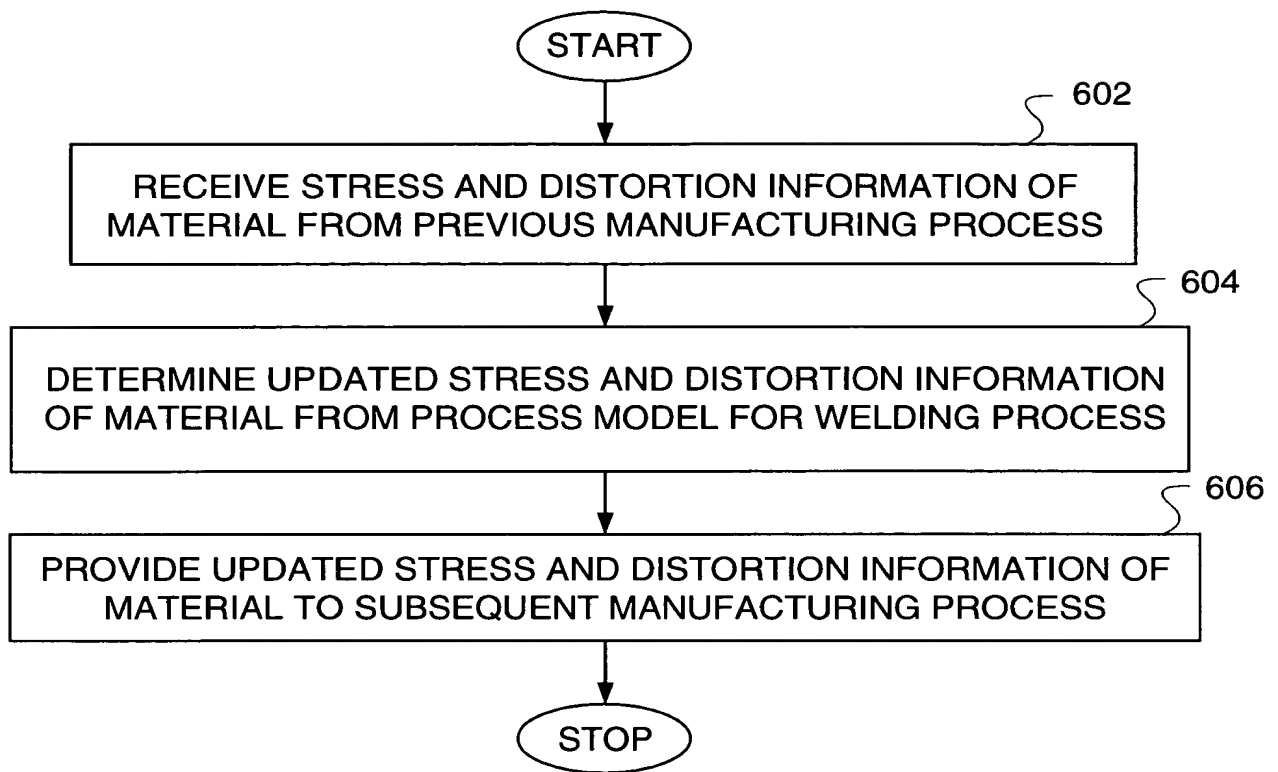 START
602
RECEIVE STRESS AND DISTORTION INFORMATION OF
MATERIAL FROM PREVIOUS MANUFACTURING PROCESS
604
DETERMINE UPDATED STRESS AND DISTORTION INFORMATION
OF MATERIAL FROM PROCESS MODEL FOR WELDING PROCESS
606
PROVIDE UPDATED STRESS AND DISTORTION INFORMATION OF
MATERIAL TO SUBSEQUENT MANUFACTURING PROCESS
STOP